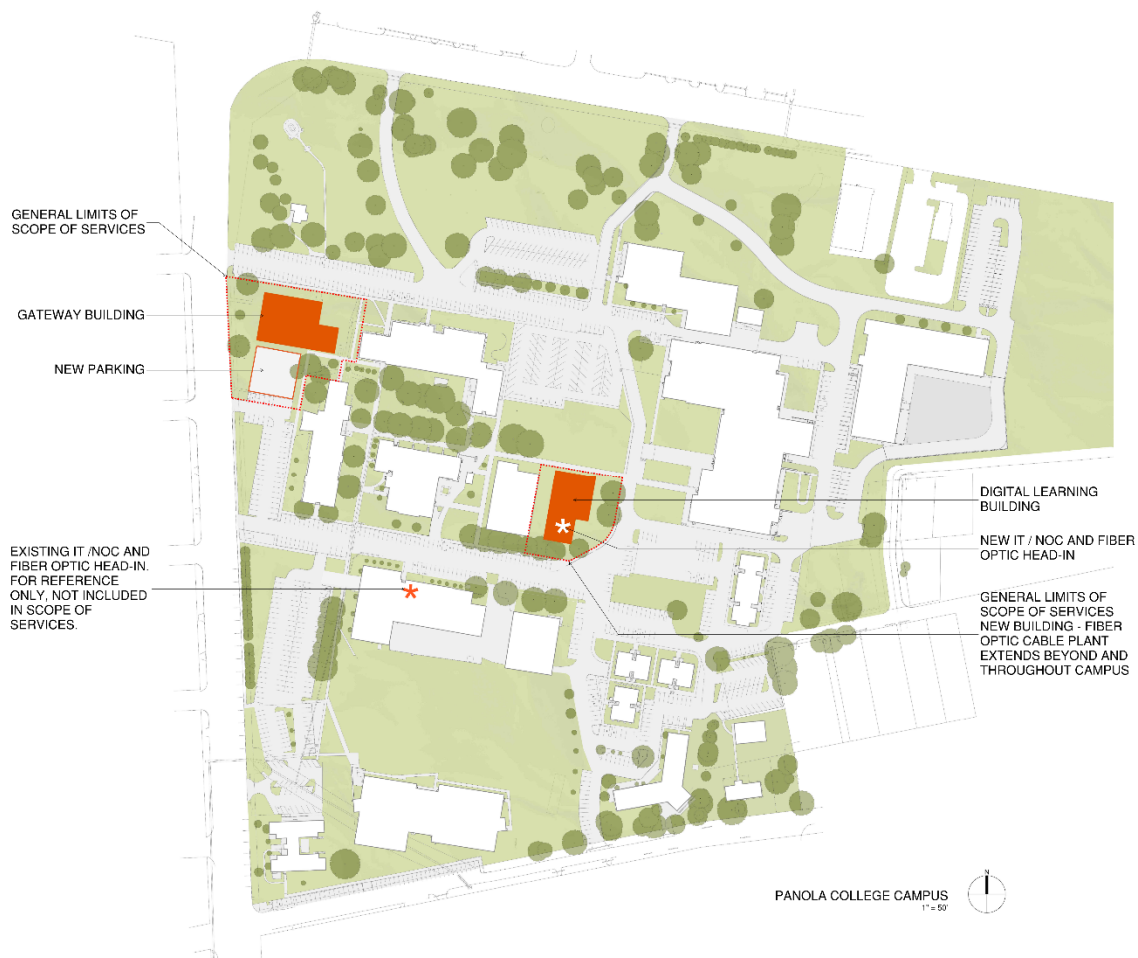 GENERAL LIMITS OF
SCOPE OF SERVICES
GATEWAY BUILDING
NEW PARKING
EXISTING IT /NOC AND
FIBER OPTIC HEAD-IN.
FOR REFERENCE
ONLY, NOT INCLUDED
IN SCOPE OF
SERVICES.
DIGITAL LEARNING
BUILDING
NEW IT / NOC AND FIBER
OPTIC HEAD-IN
GENERAL LIMITS OF
SCOPE OF SERVICES
NEW BUILDING - FIBER
OPTIC CABLE PLANT
EXTENDS BEYOND AND
THROUGHOUT CAMPUS
PANOLA COLLEGE CAMPUS
1" = 50'
N